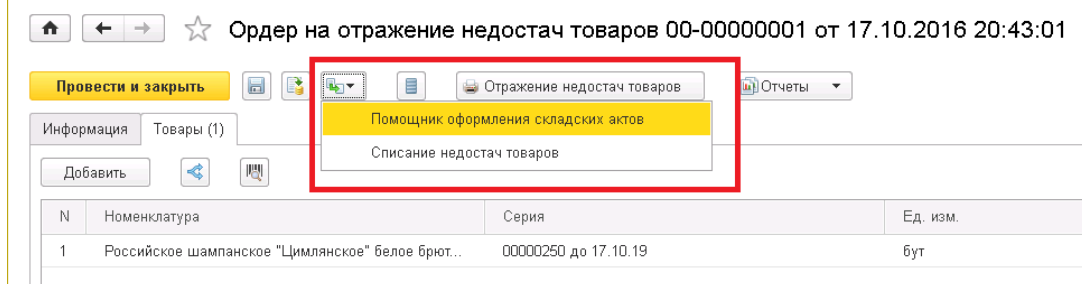 Ордер на отражение недостач товаров 00-00000001 от 17.10.2016 20:43:01
Провести и закрыть Отражение недостач товаров Отчеты
Помощник оформления складских актов
Списание недостач товаров
Информация Товары (1)
Добавить
N Номенклатура Серия Ед. изм.
1 Российское шампанское "Цимлянское" белое брют... 00000250 до 17.10.19 бут